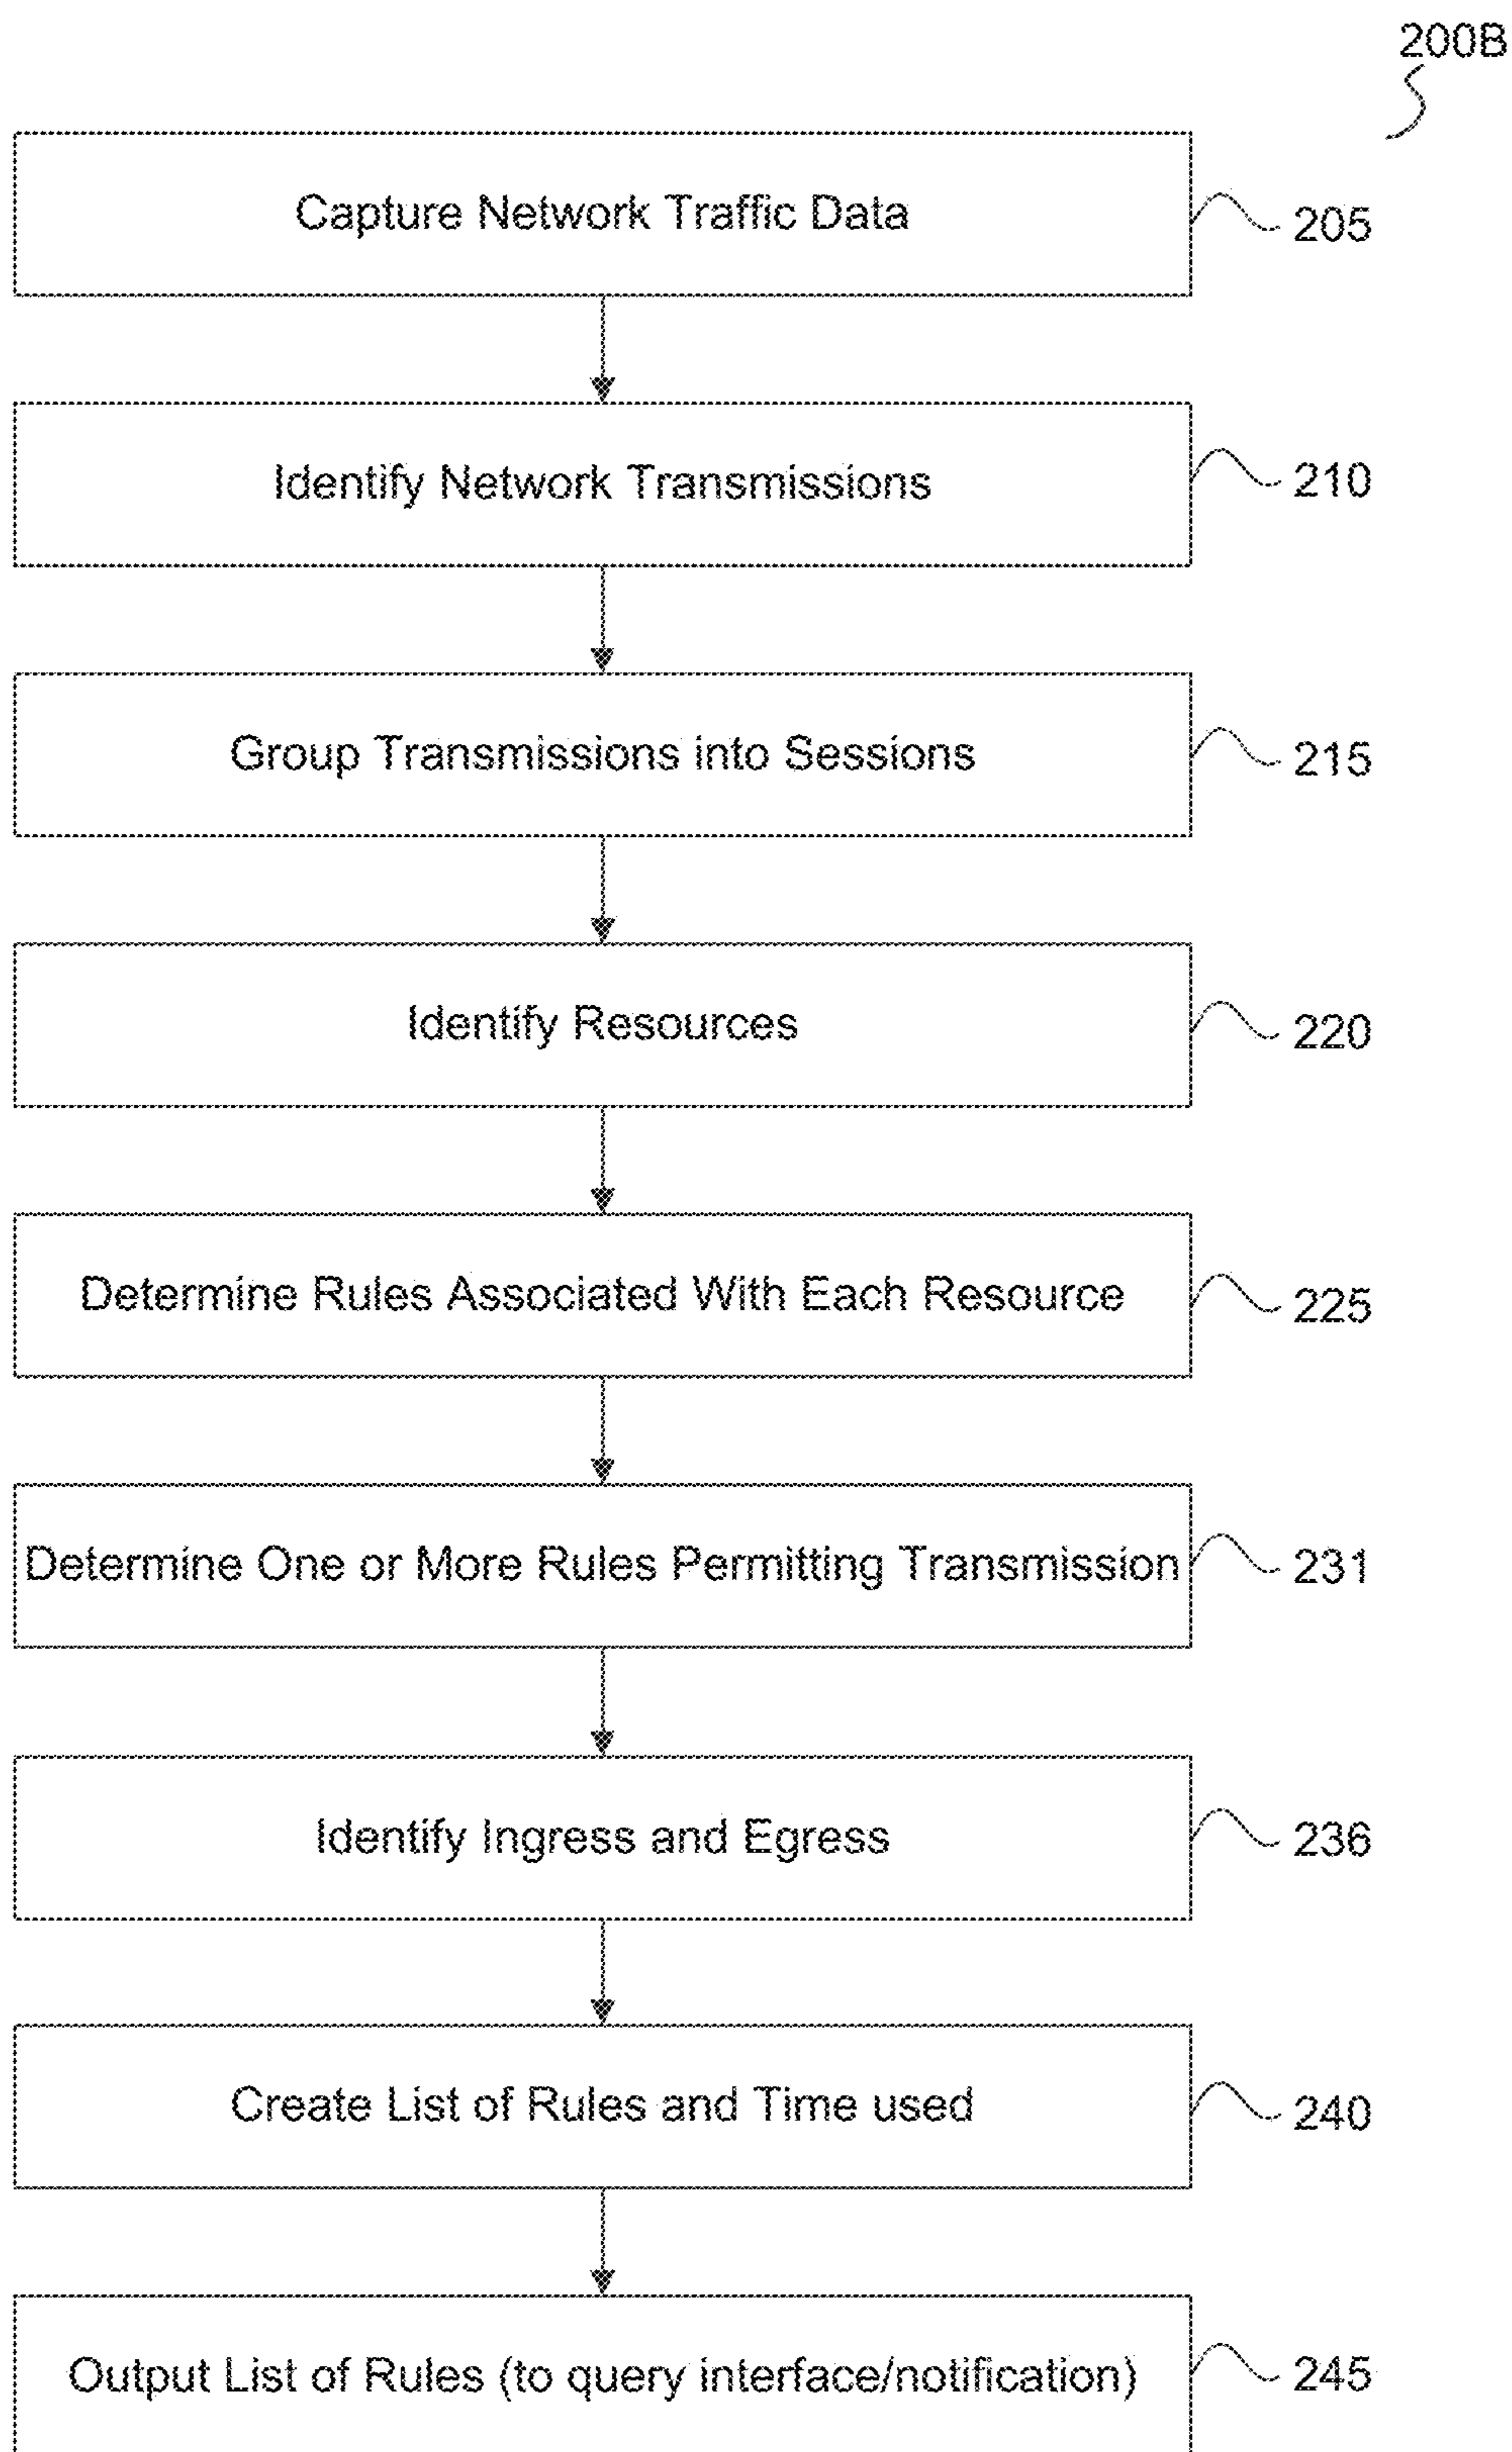 200B
Capture Network Traffic Data
205
Identify Network Transmissions
210
Group Transmissions into Sessions
215
Identify Resources
220
Determine Rules Associated With Each Resource
225
Determine One or More Rules Permitting Transmission
231
Identify Ingress and Egress
236
Create List of Rules and Time used
240
Output List of Rules (to query interface/notification)
245